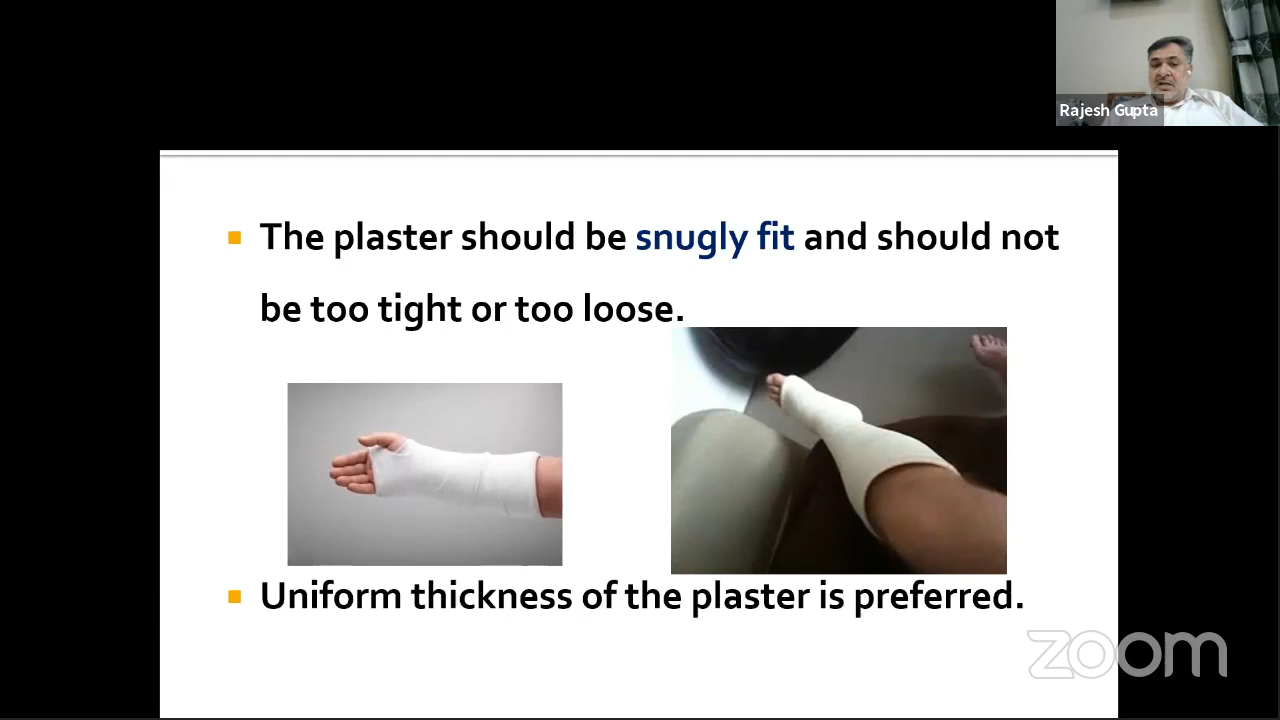 Rajesh Gupta
The plaster should be snugly fit and should not
be too tight or too loose.
Uniform thickness of the plaster is preferred.
zoom